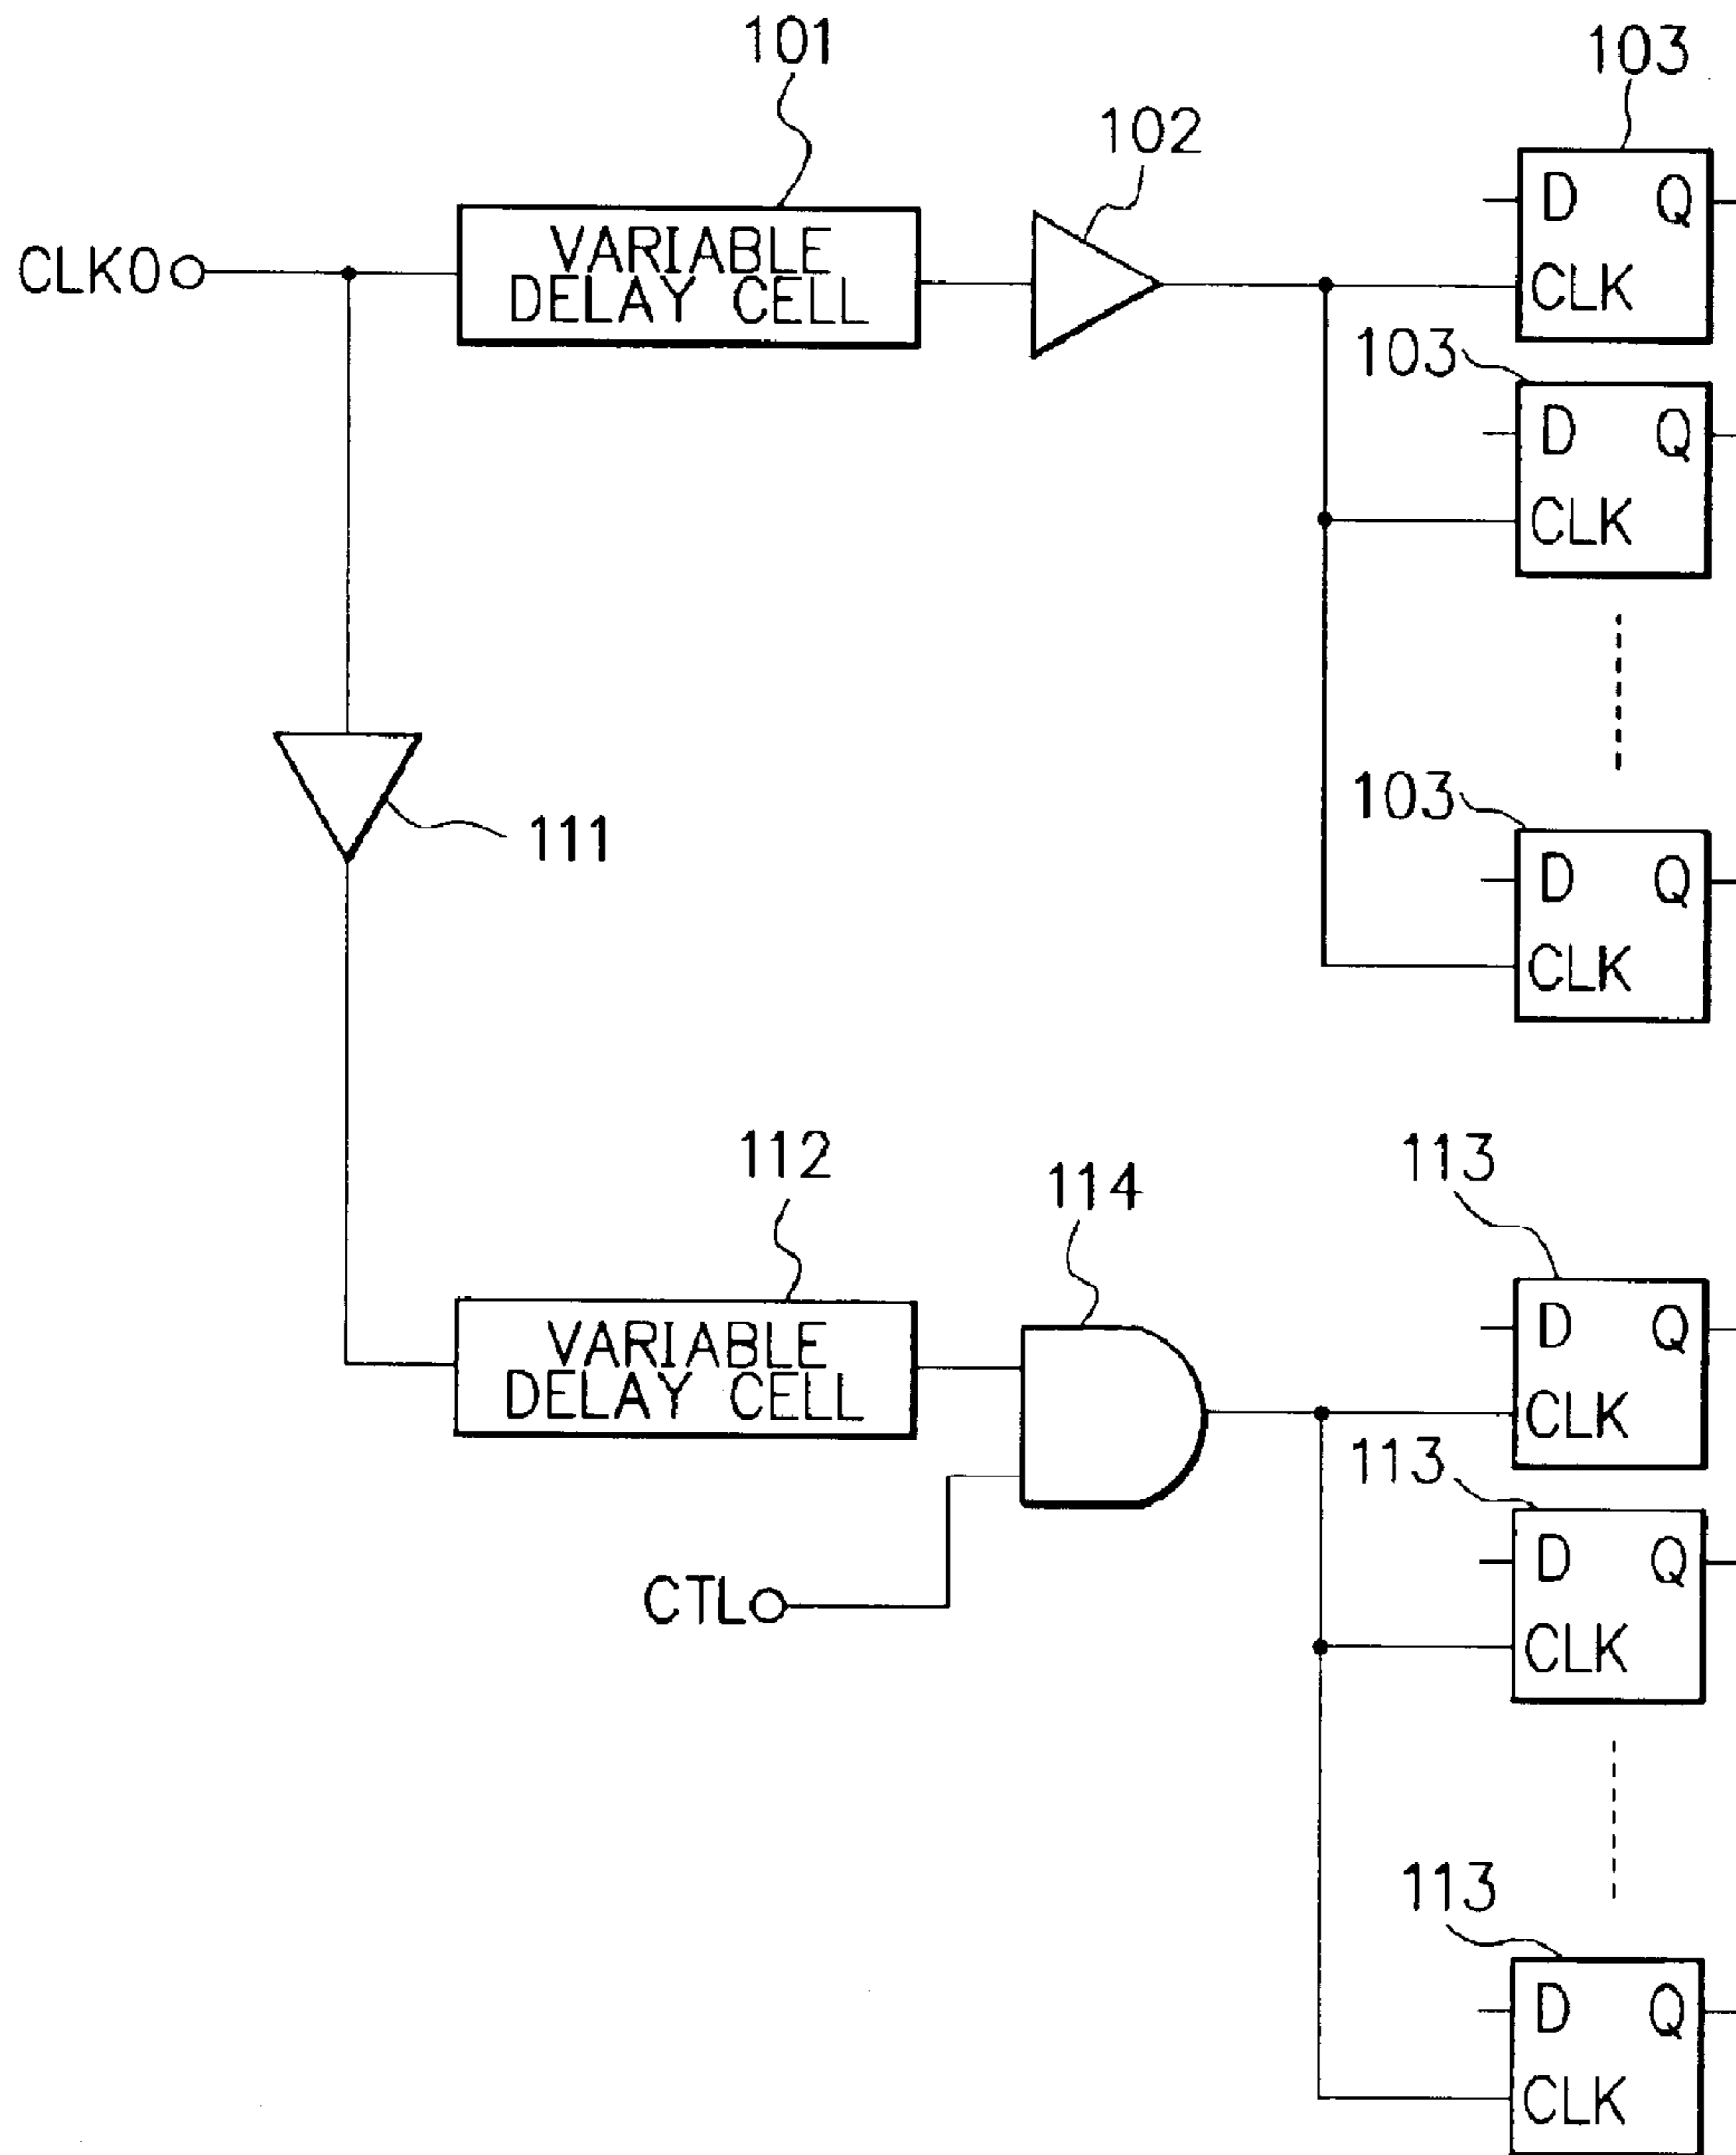 101
103
102
CLK0
VARIABLE
DELAY CELL
D Q
CLK
103
D Q
CLK
103
D Q
CLK
111
112
114
113
VARIABLE
DELAY CELL
D Q
CLK
113
D Q
CLK
CTL
113
D Q
CLK